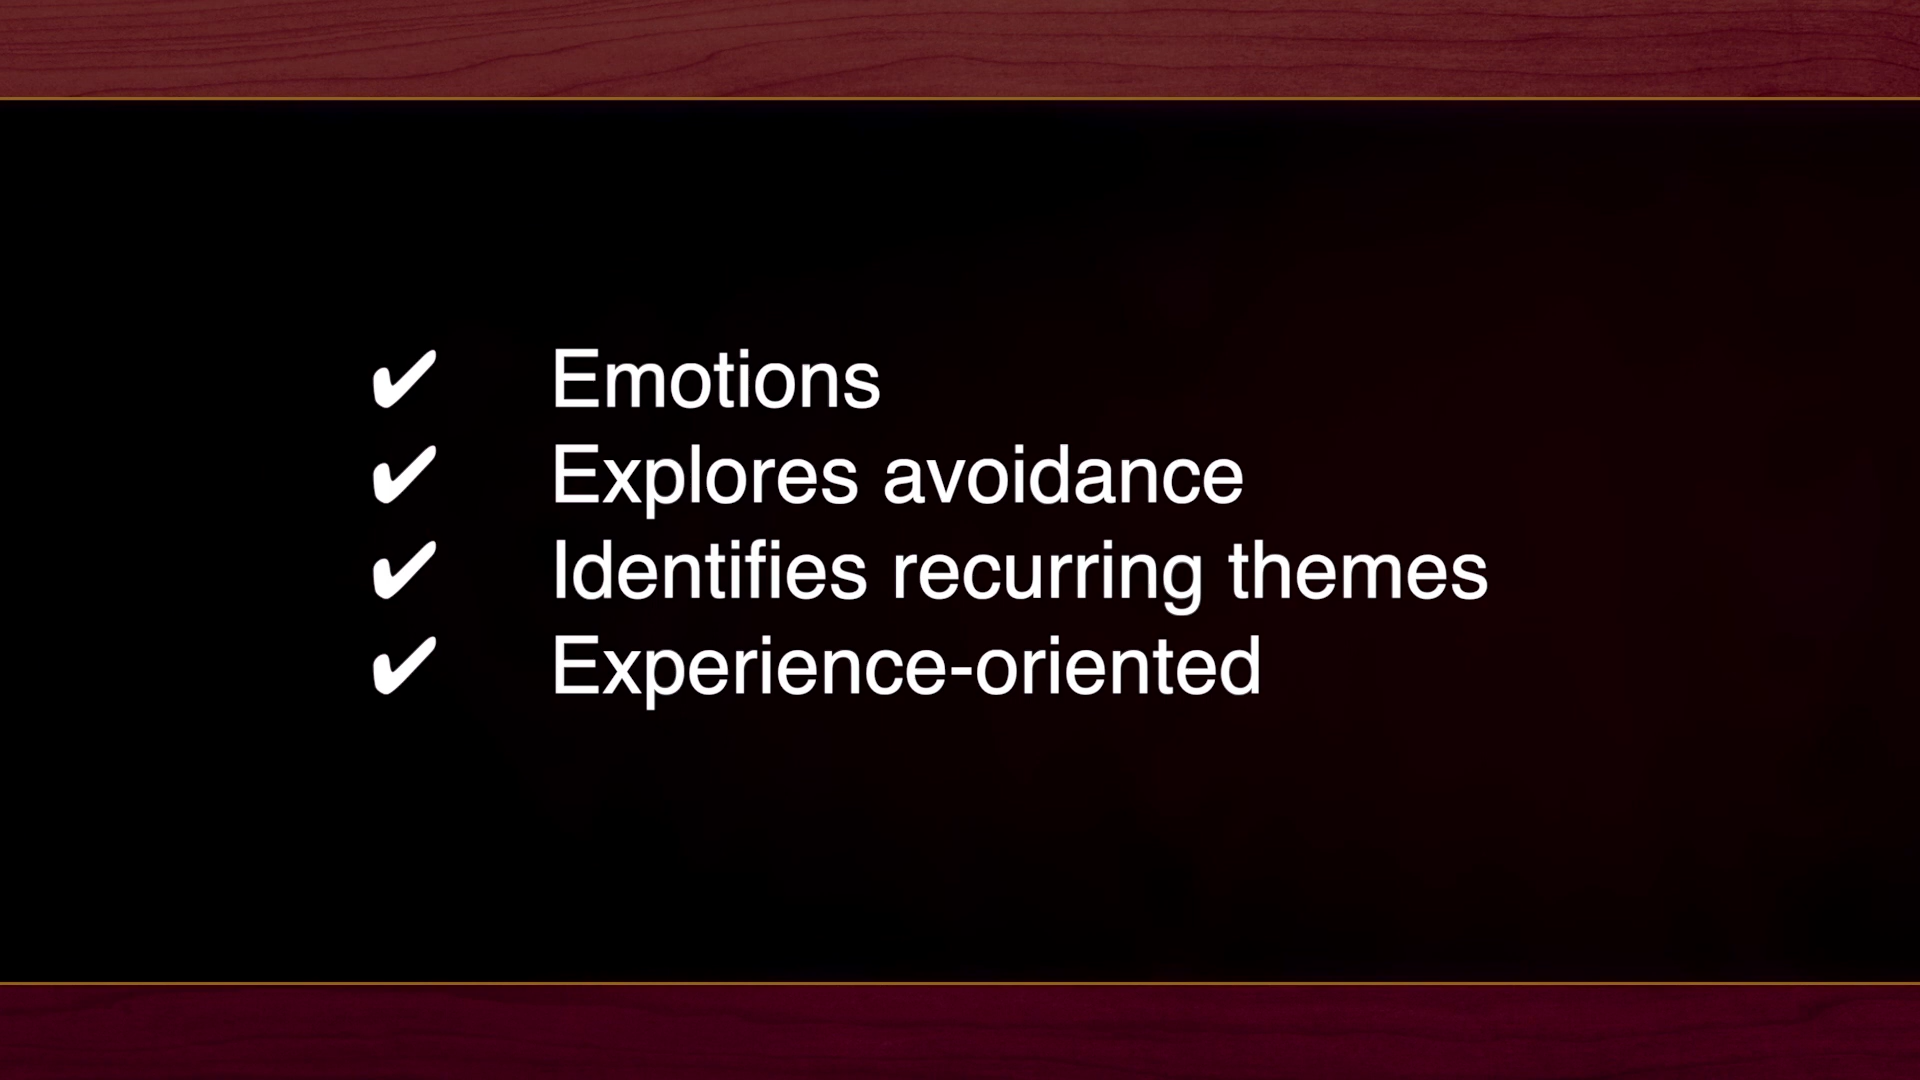 ✔ Emotions
✔ Explores avoidance
✔ Identifies recurring themes
✔ Experience-oriented